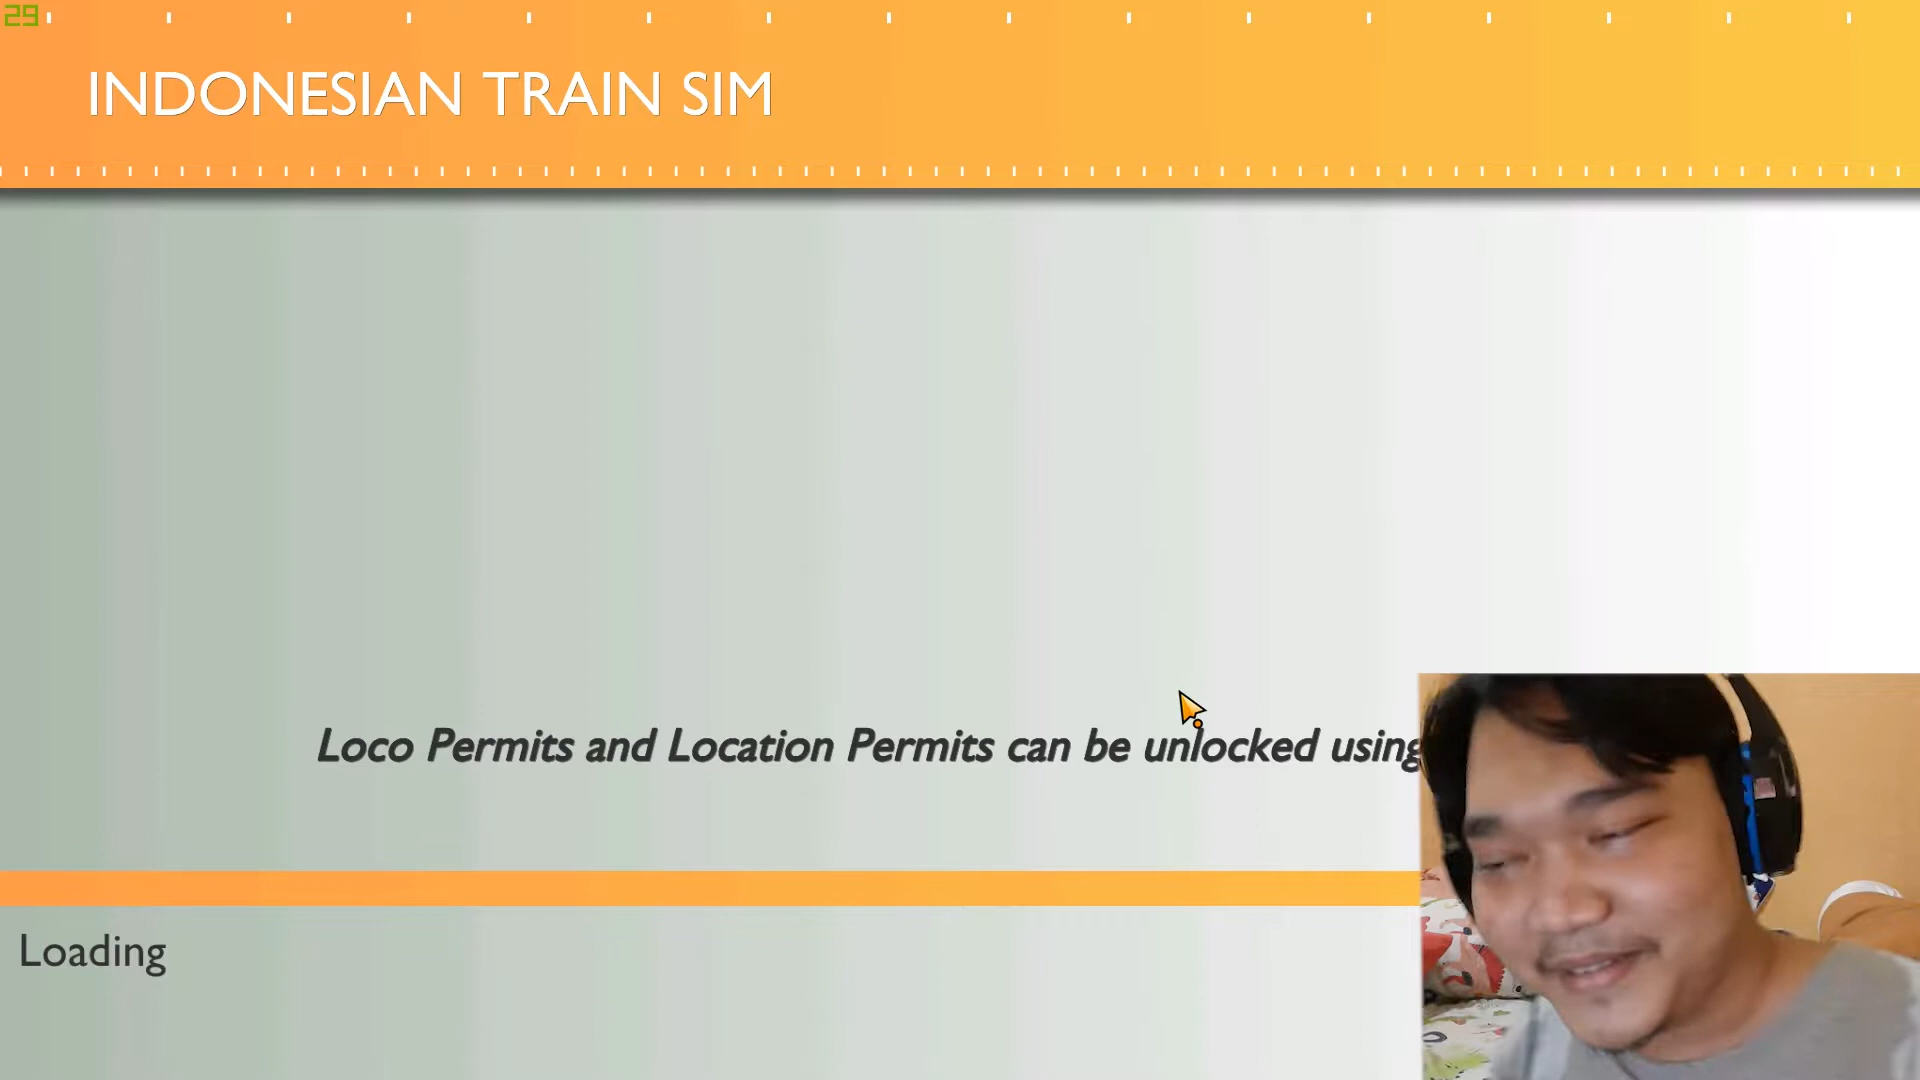 29
INDONESIAN TRAIN SIM
Loco Permits and Location Permits can be unlocked using
Loading